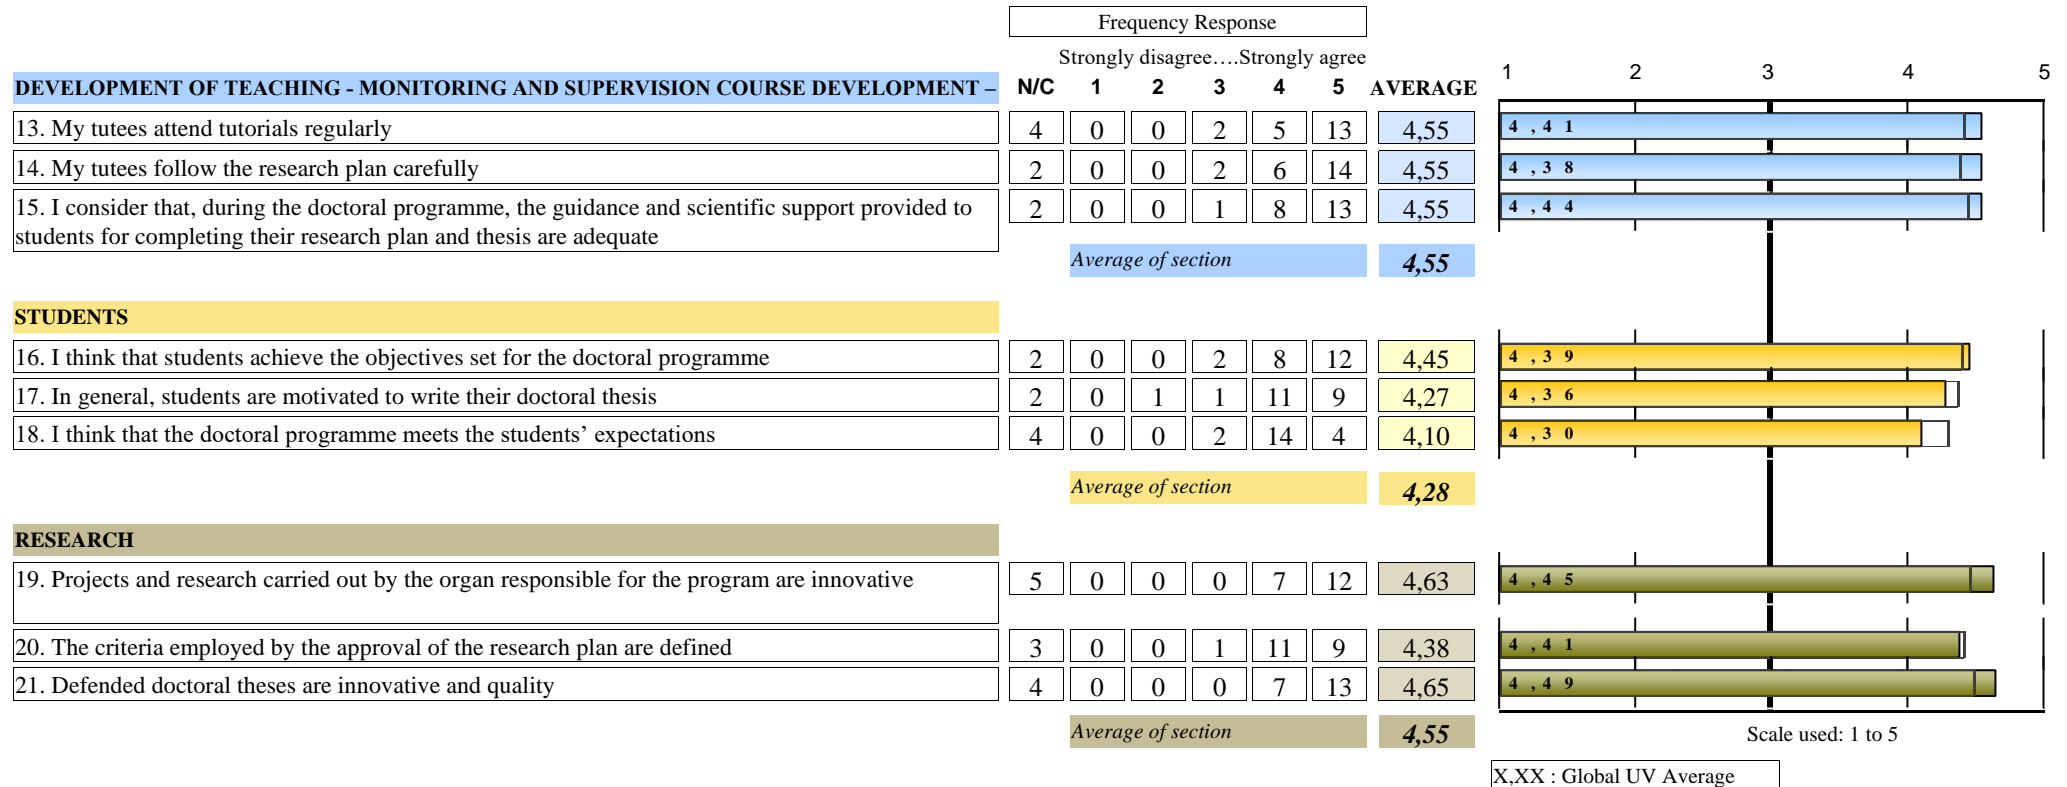 Frequency Response
Strongly disagree….Strongly agree
DEVELOPMENT OF TEACHING - MONITORING AND SUPERVISION COURSE DEVELOPMENT – N/C 1 2 3 4 5 AVERAGE 1 2 3 4 5
13. My tutees attend tutorials regularly 4 0 0 2 5 13 4,55 4,41
14. My tutees follow the research plan carefully 2 0 0 2 6 14 4,55 4,38
15. I consider that, during the doctoral programme, the guidance and scientific support provided to 2 0 0 1 8 13 4,55 4,44
students for completing their research plan and thesis are adequate
Average of section 4,55
STUDENTS
16. I think that students achieve the objectives set for the doctoral programme 2 0 0 2 8 12 4,45 4,39
17. In general, students are motivated to write their doctoral thesis 2 0 1 1 11 9 4,27 4,36
18. I think that the doctoral programme meets the students’ expectations 4 0 0 2 14 4 4,10 4,30
Average of section 4,28
RESEARCH
19. Projects and research carried out by the organ responsible for the program are innovative 5 0 0 0 7 12 4,63 4,45
20. The criteria employed by the approval of the research plan are defined 3 0 0 1 11 9 4,38 4,41
21. Defended doctoral theses are innovative and quality 4 0 0 0 7 13 4,65 4,49
Average of section 4,55
Scale used: 1 to 5
X,XX : Global UV Average